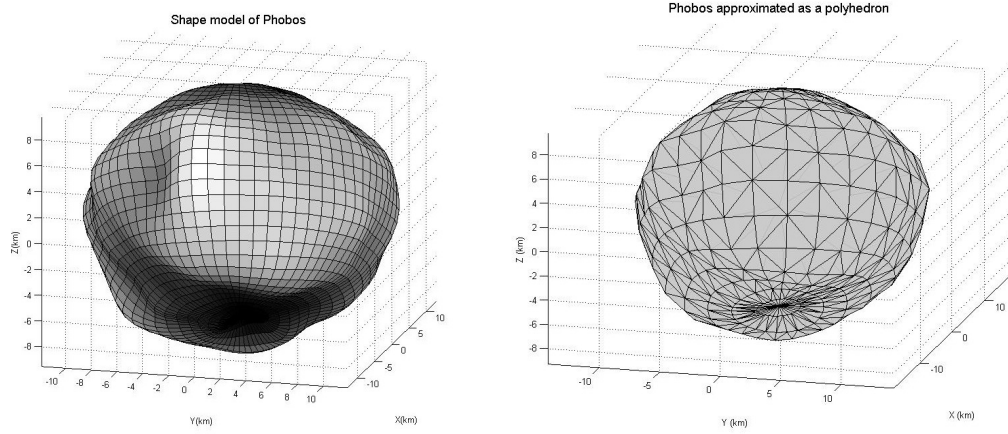 Shape model of Phobos
8
6
4
2
0
-2
-4
-6
-8
Z(km)
-10 -8 -6 -4 -2 0 2 4 6 8 10
Y(km)
-10 -5 0 5 10
X(km)
Phobos approximated as a polyhedron
8
6
4
2
0
-2
-4
-6
-8
Z (km)
-10 -5 0 5 10
Y (km)
-10 0 10
X (km)